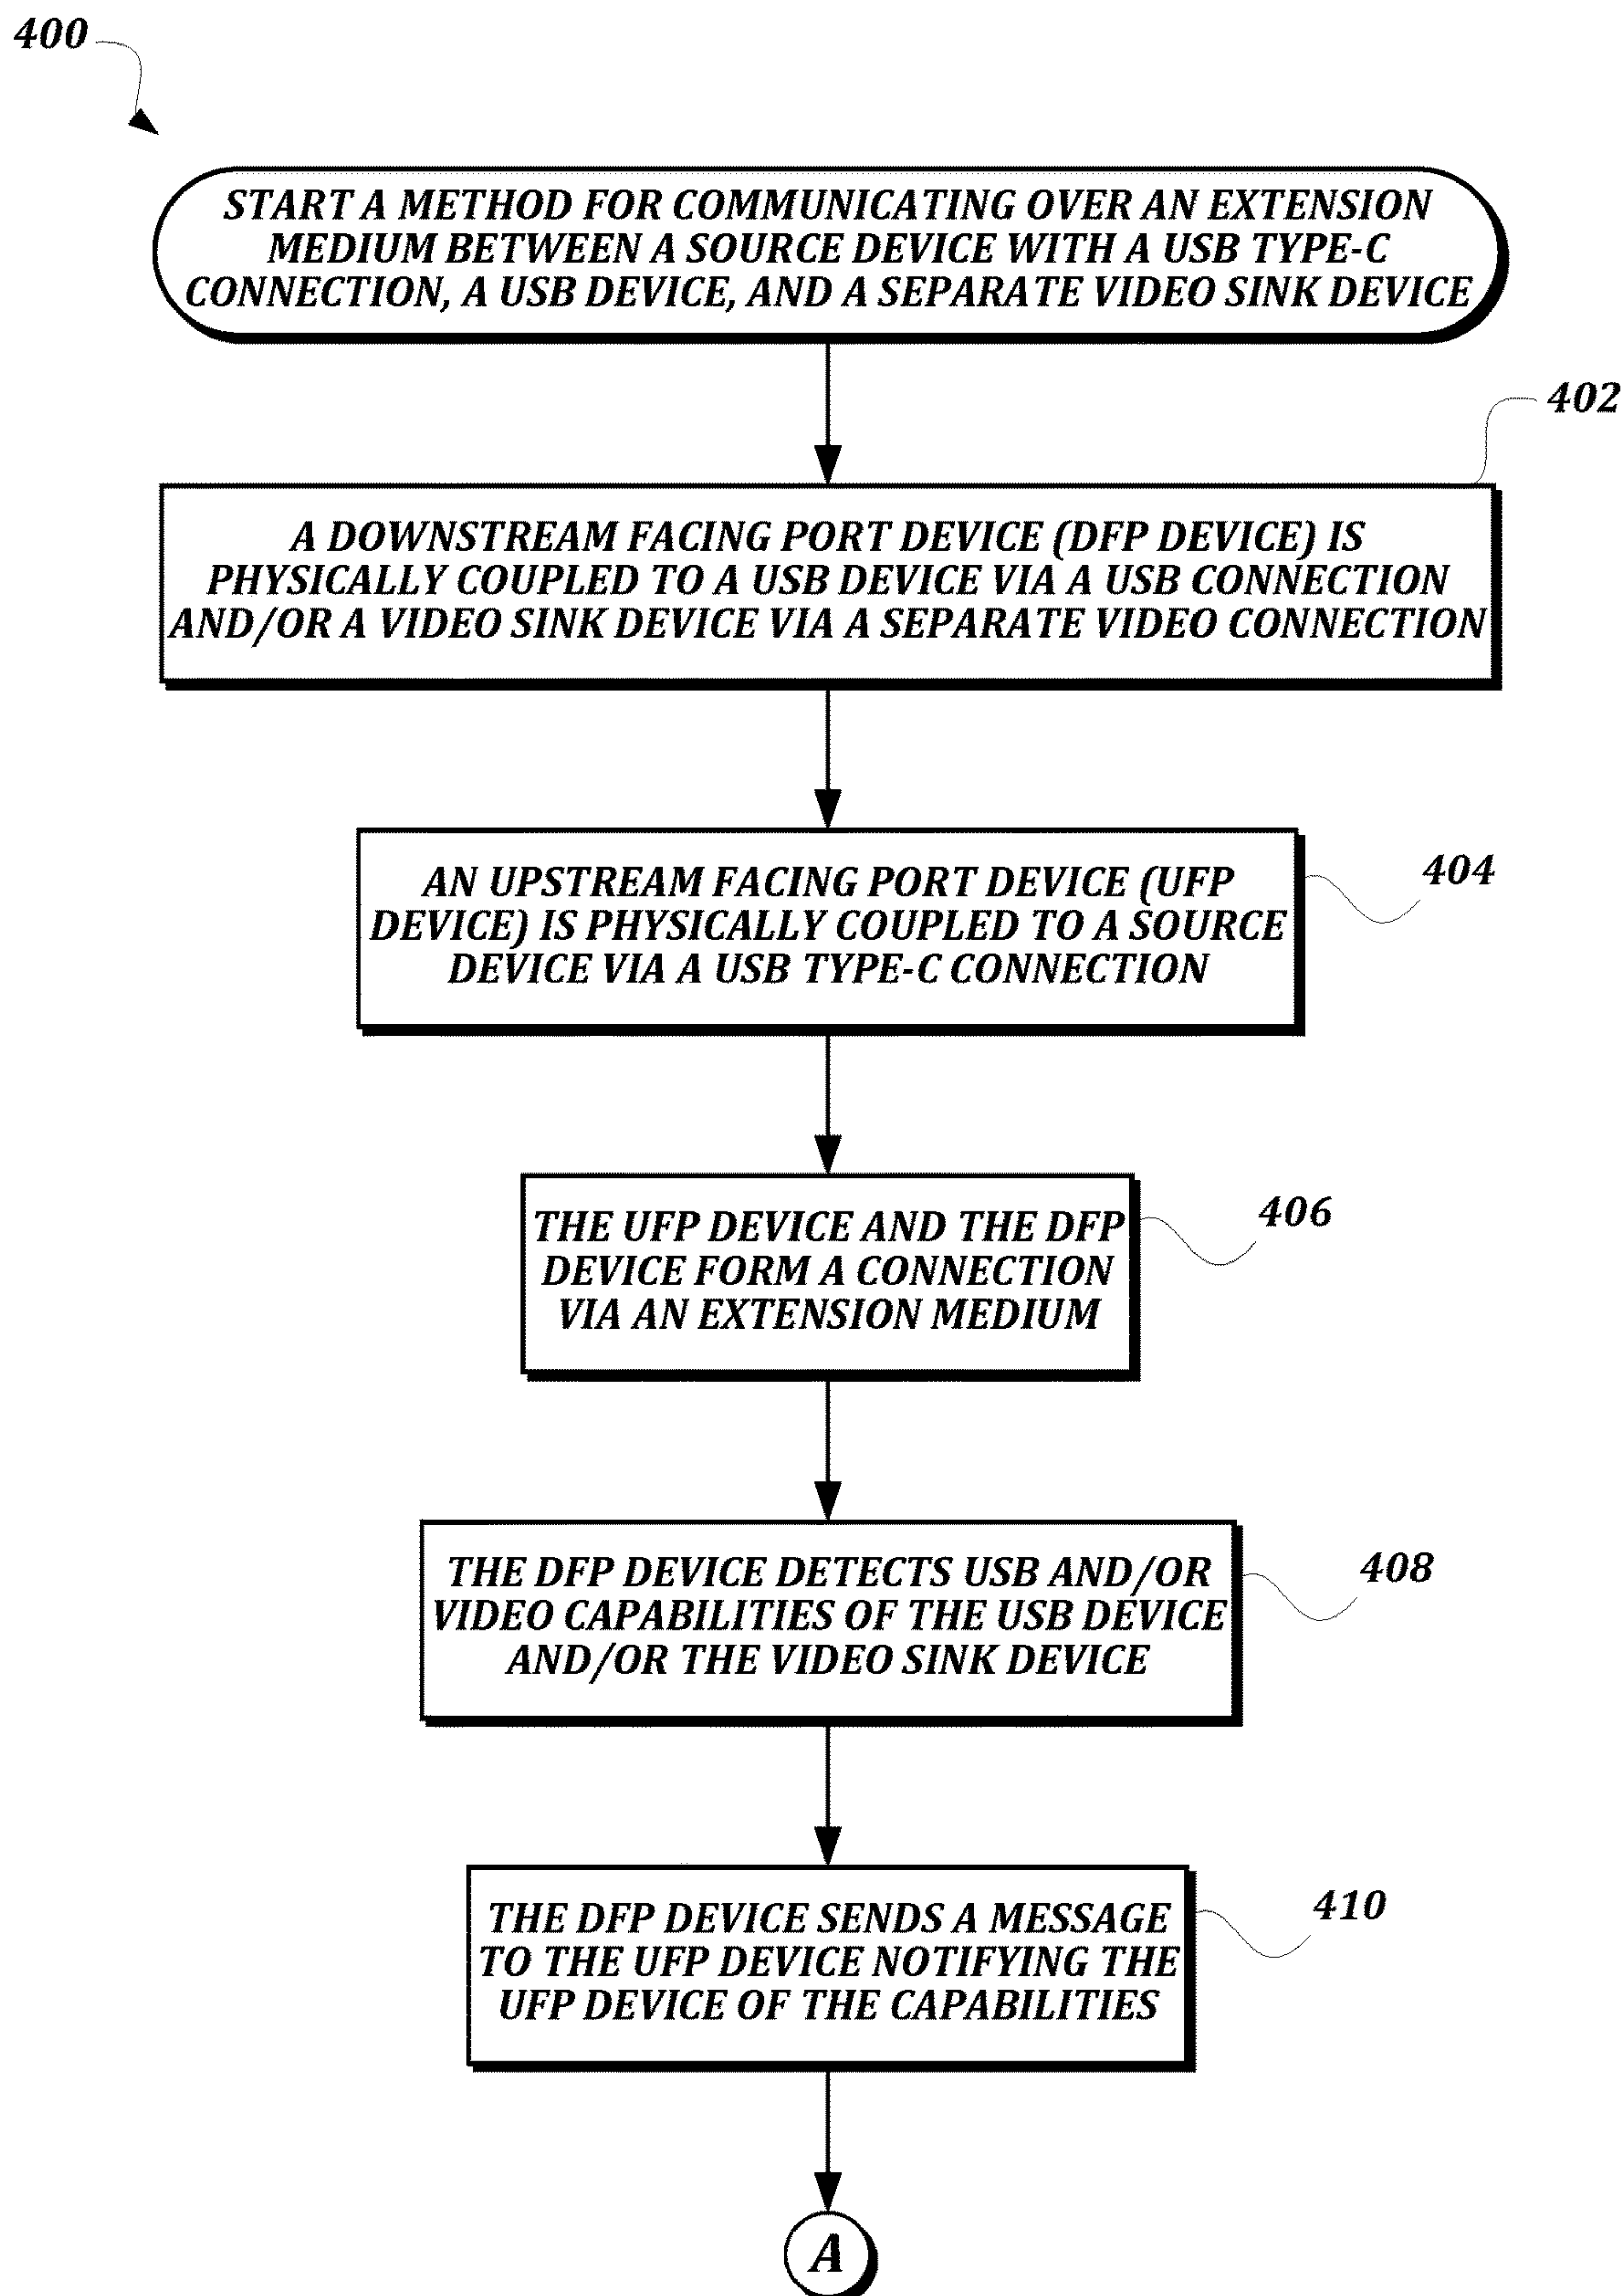 400
START A METHOD FOR COMMUNICATING OVER AN EXTENSION
MEDIUM BETWEEN A SOURCE DEVICE WITH A USB TYPE-C
CONNECTION, A USB DEVICE, AND A SEPARATE VIDEO SINK DEVICE
402
A DOWNSTREAM FACING PORT DEVICE (DFP DEVICE) IS
PHYSICALLY COUPLED TO A USB DEVICE VIA A USB CONNECTION
AND/OR A VIDEO SINK DEVICE VIA A SEPARATE VIDEO CONNECTION
404
AN UPSTREAM FACING PORT DEVICE (UFP
DEVICE) IS PHYSICALLY COUPLED TO A SOURCE
DEVICE VIA A USB TYPE-C CONNECTION
406
THE UFP DEVICE AND THE DFP
DEVICE FORM A CONNECTION
VIA AN EXTENSION MEDIUM
408
THE DFP DEVICE DETECTS USB AND/OR
VIDEO CAPABILITIES OF THE USB DEVICE
AND/OR THE VIDEO SINK DEVICE
410
THE DFP DEVICE SENDS A MESSAGE
TO THE UFP DEVICE NOTIFYING THE
UFP DEVICE OF THE CAPABILITIES
A